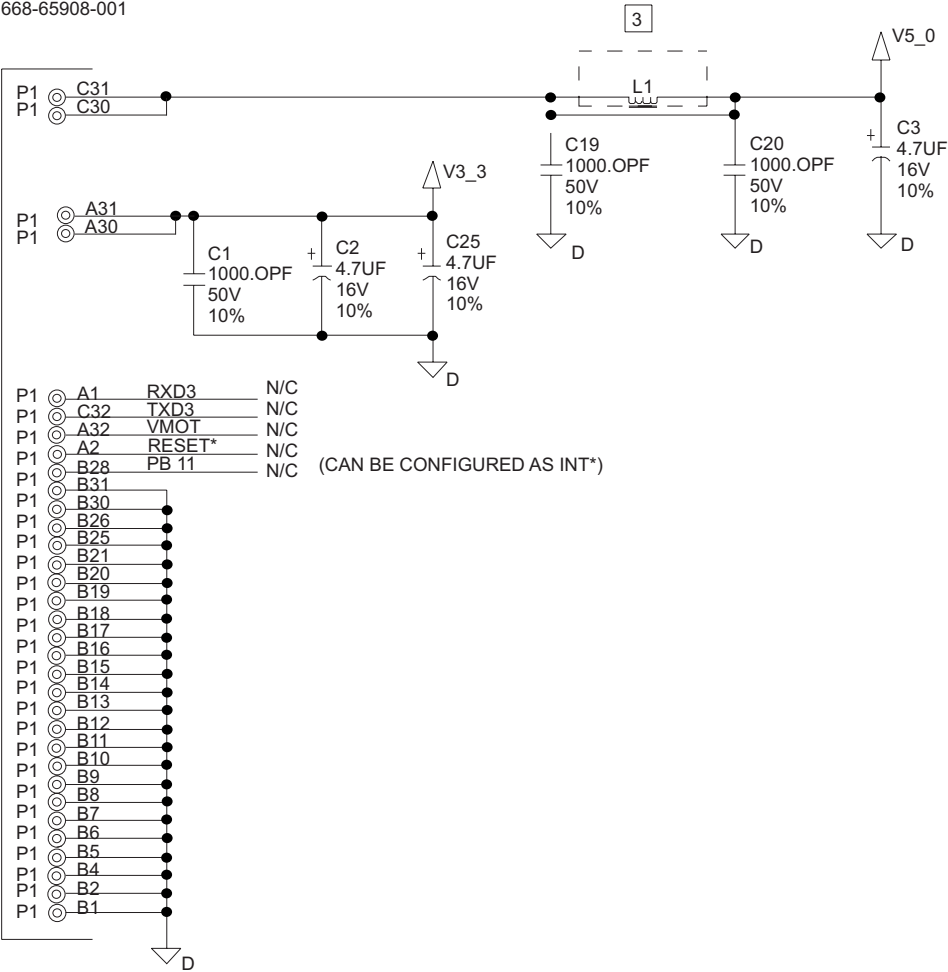 668-65908-001
3
V5_0
P1 C31
P1 C30
L1
C19
1000.OPF
50V
10%
C20
1000.OPF
50V
10%
C3
+ 4.7UF
16V
10%
D
D
D
V3_3
P1 A31
P1 A30
C1
1000.OPF
50V
10%
C2
+ 4.7UF
16V
10%
C25
+ 4.7UF
16V
10%
D
P1 A1 RXD3 N/C
P1 C32 TXD3 N/C
P1 A32 VMOT N/C
P1 A2 RESET* N/C
P1 B28 PB 11 N/C (CAN BE CONFIGURED AS INT*)
P1 B31
P1 B30
P1 B26
P1 B25
P1 B21
P1 B20
P1 B19
P1 B18
P1 B17
P1 B16
P1 B15
P1 B14
P1 B13
P1 B12
P1 B11
P1 B10
P1 B9
P1 B8
P1 B7
P1 B6
P1 B5
P1 B4
P1 B2
P1 B1
D